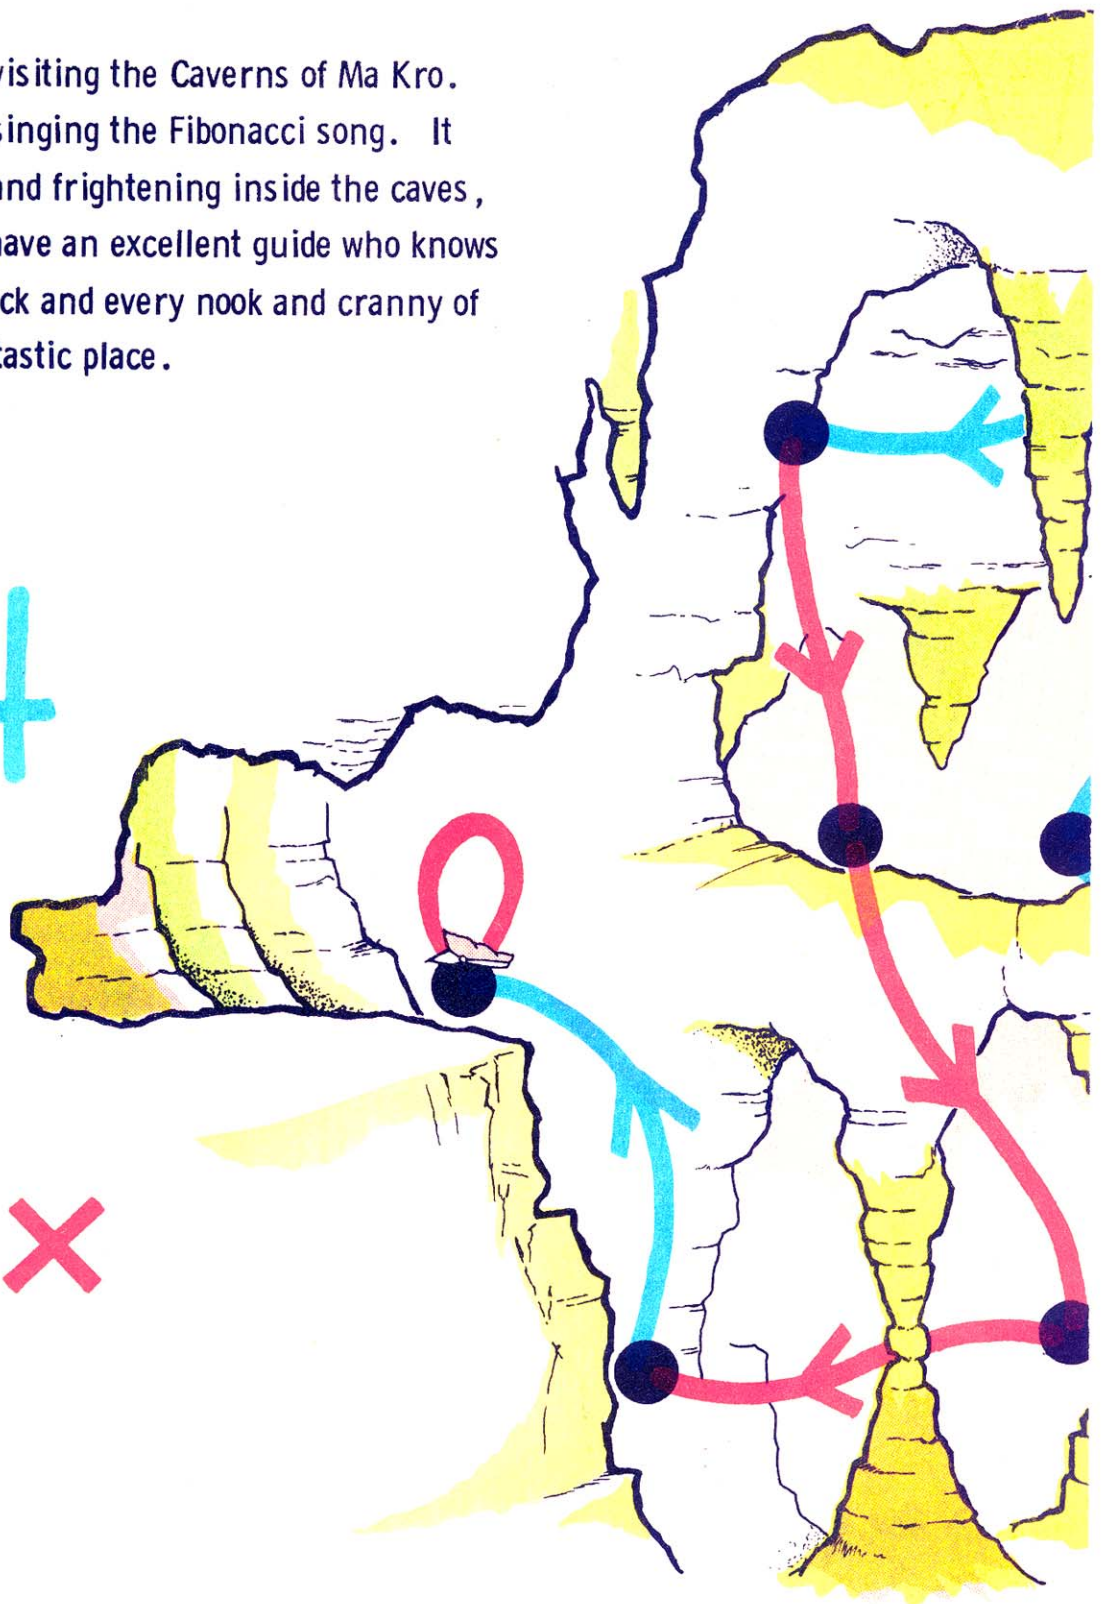 visiting the Caverns of Ma Kro.
singing the Fibonacci song. It
and frightening inside the caves,
have an excellent guide who knows
ck and every nook and cranny of
tastic place.